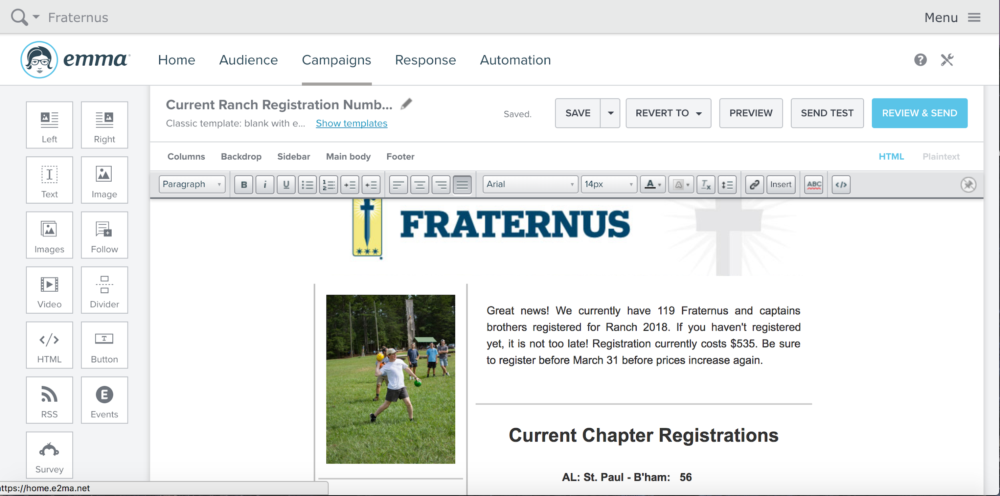 Fraternus
Menu
emma
Home Audience Campaigns Response Automation
Current Ranch Registration Numb...
Classic template: blank with e... Show templates
Saved.
SAVE REVERT TO PREVIEW SEND TEST REVIEW & SEND
Columns Backdrop Sidebar Main body Footer
HTML Plaintext
Paragraph B i U Arial 14px A A Tx Insert ABC </>
Left Right
Text Image
Images Follow
Video Divider
HTML Button
RSS Events
Survey
FRATERNUS
Great news! We currently have 119 Fraternus and captains
brothers registered for Ranch 2018. If you haven't registered
yet, it is not too late! Registration currently costs $535. Be sure
to register before March 31 before prices increase again.
Current Chapter Registrations
AL: St. Paul - B'ham: 56
ttps://home.e2ma.net